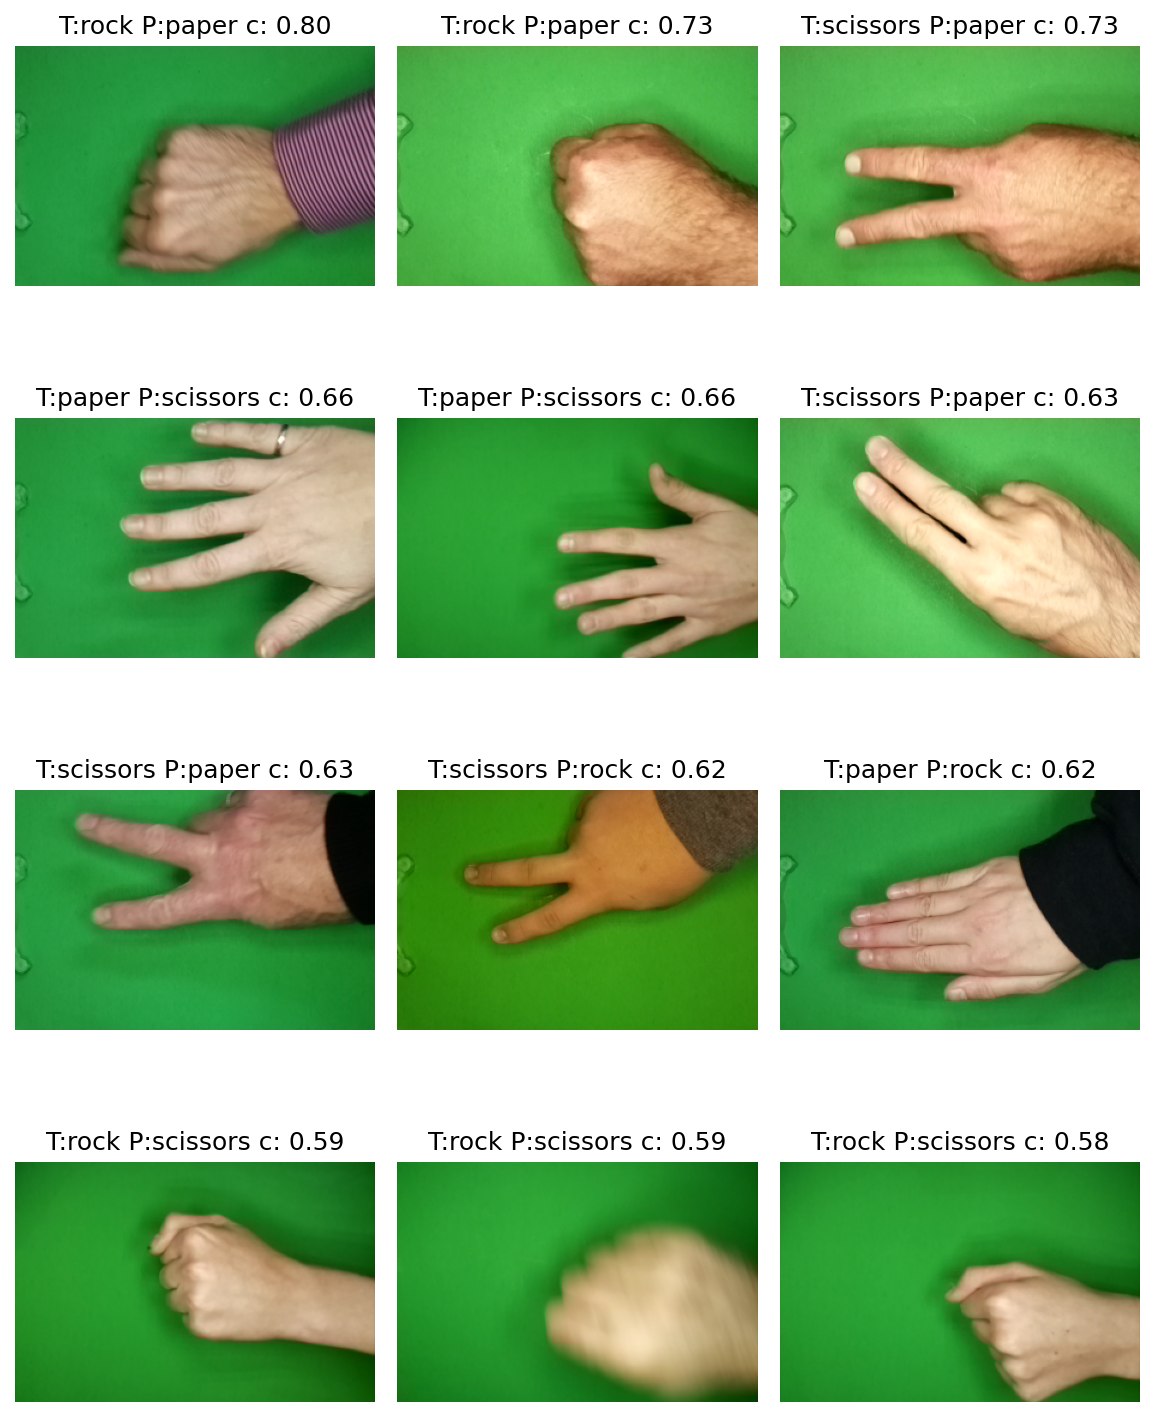 T:rock P:paper c: 0.80
T:rock P:paper c: 0.73
T:scissors P:paper c: 0.73
T:paper P:scissors c: 0.66
T:paper P:scissors c: 0.66
T:scissors P:paper c: 0.63
T:scissors P:paper c: 0.63
T:scissors P:rock c: 0.62
T:paper P:rock c: 0.62
T:rock P:scissors c: 0.59
T:rock P:scissors c: 0.59
T:rock P:scissors c: 0.58